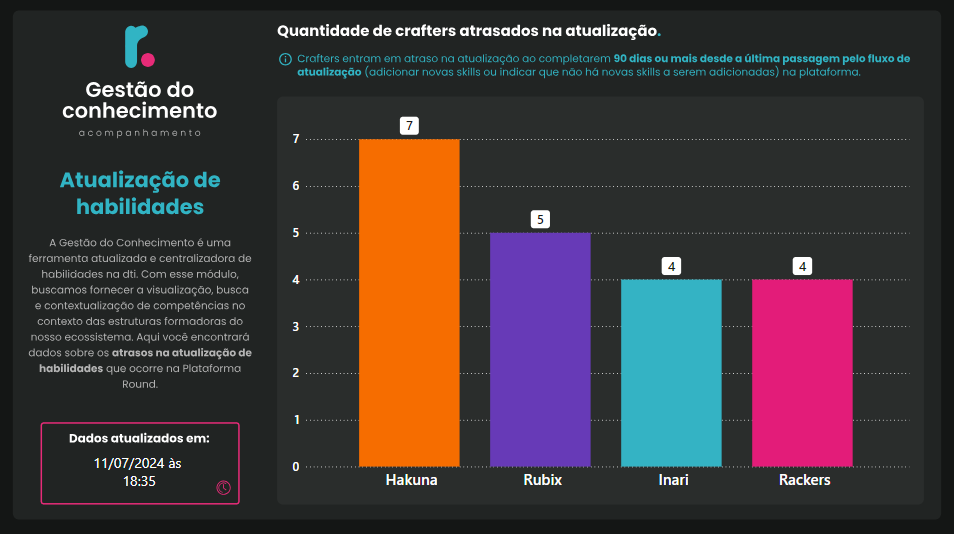 r.
Gestão do
conhecimento
acompanhamento
Atualização de
habilidades
A Gestão do Conhecimento é uma
ferramenta atualizada e centralizadora de
habilidades na dti. Com esse módulo,
buscamos fornecer a visualização, busca
e contextualização de competências no
contexto das estruturas formadoras do
nosso ecossistema. Aqui você encontrará
dados sobre os atrasos na atualização de
habilidades que ocorre na Plataforma
Round.
Dados atualizados em:
11/07/2024 às
18:35
Quantidade de crafters atrasados na atualização.
Crafters entram em atraso na atualização ao completarem 90 dias ou mais desde a última passagem pelo fluxo de
atualização (adicionar novas skills ou indicar que não há novas skills a serem adicionadas) na plataforma.
7
6
5
4
3
2
1
0
7
5
4
4
Hakuna
Rubix
Inari
Rackers